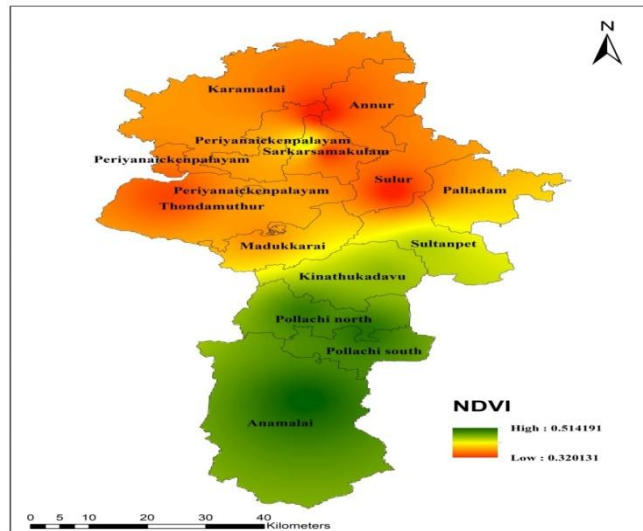 N
Karamadai
Annur
Periyanaickenpalayam
Sarkarsamakulam
Periyanaickenpalayam
Sulur
Periyanaickenpalayam
Palladam
Thondamuthur
Madukkarai
Sultanpet
Kinathukadavu
Pollachi north
Pollachi south
Anamalai
NDVI
High : 0.514191
Low : 0.320131
0 5 10 20 30 40
Kilometers